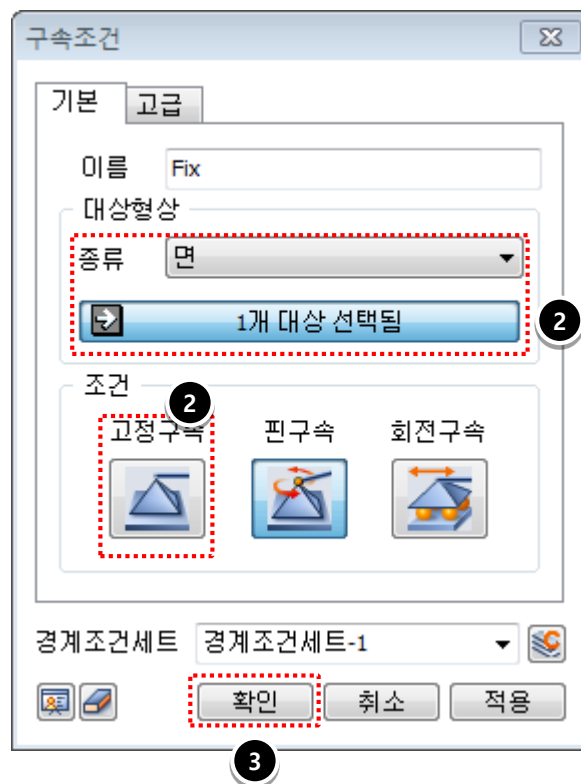 구속조건
기본 고급
이름 Fix
대상형상
종류 면
1개 대상 선택됨
2
조건
2
고정구속 핀구속 회전구속
경계조건세트 경계조건세트-1
확인 취소 적용
3